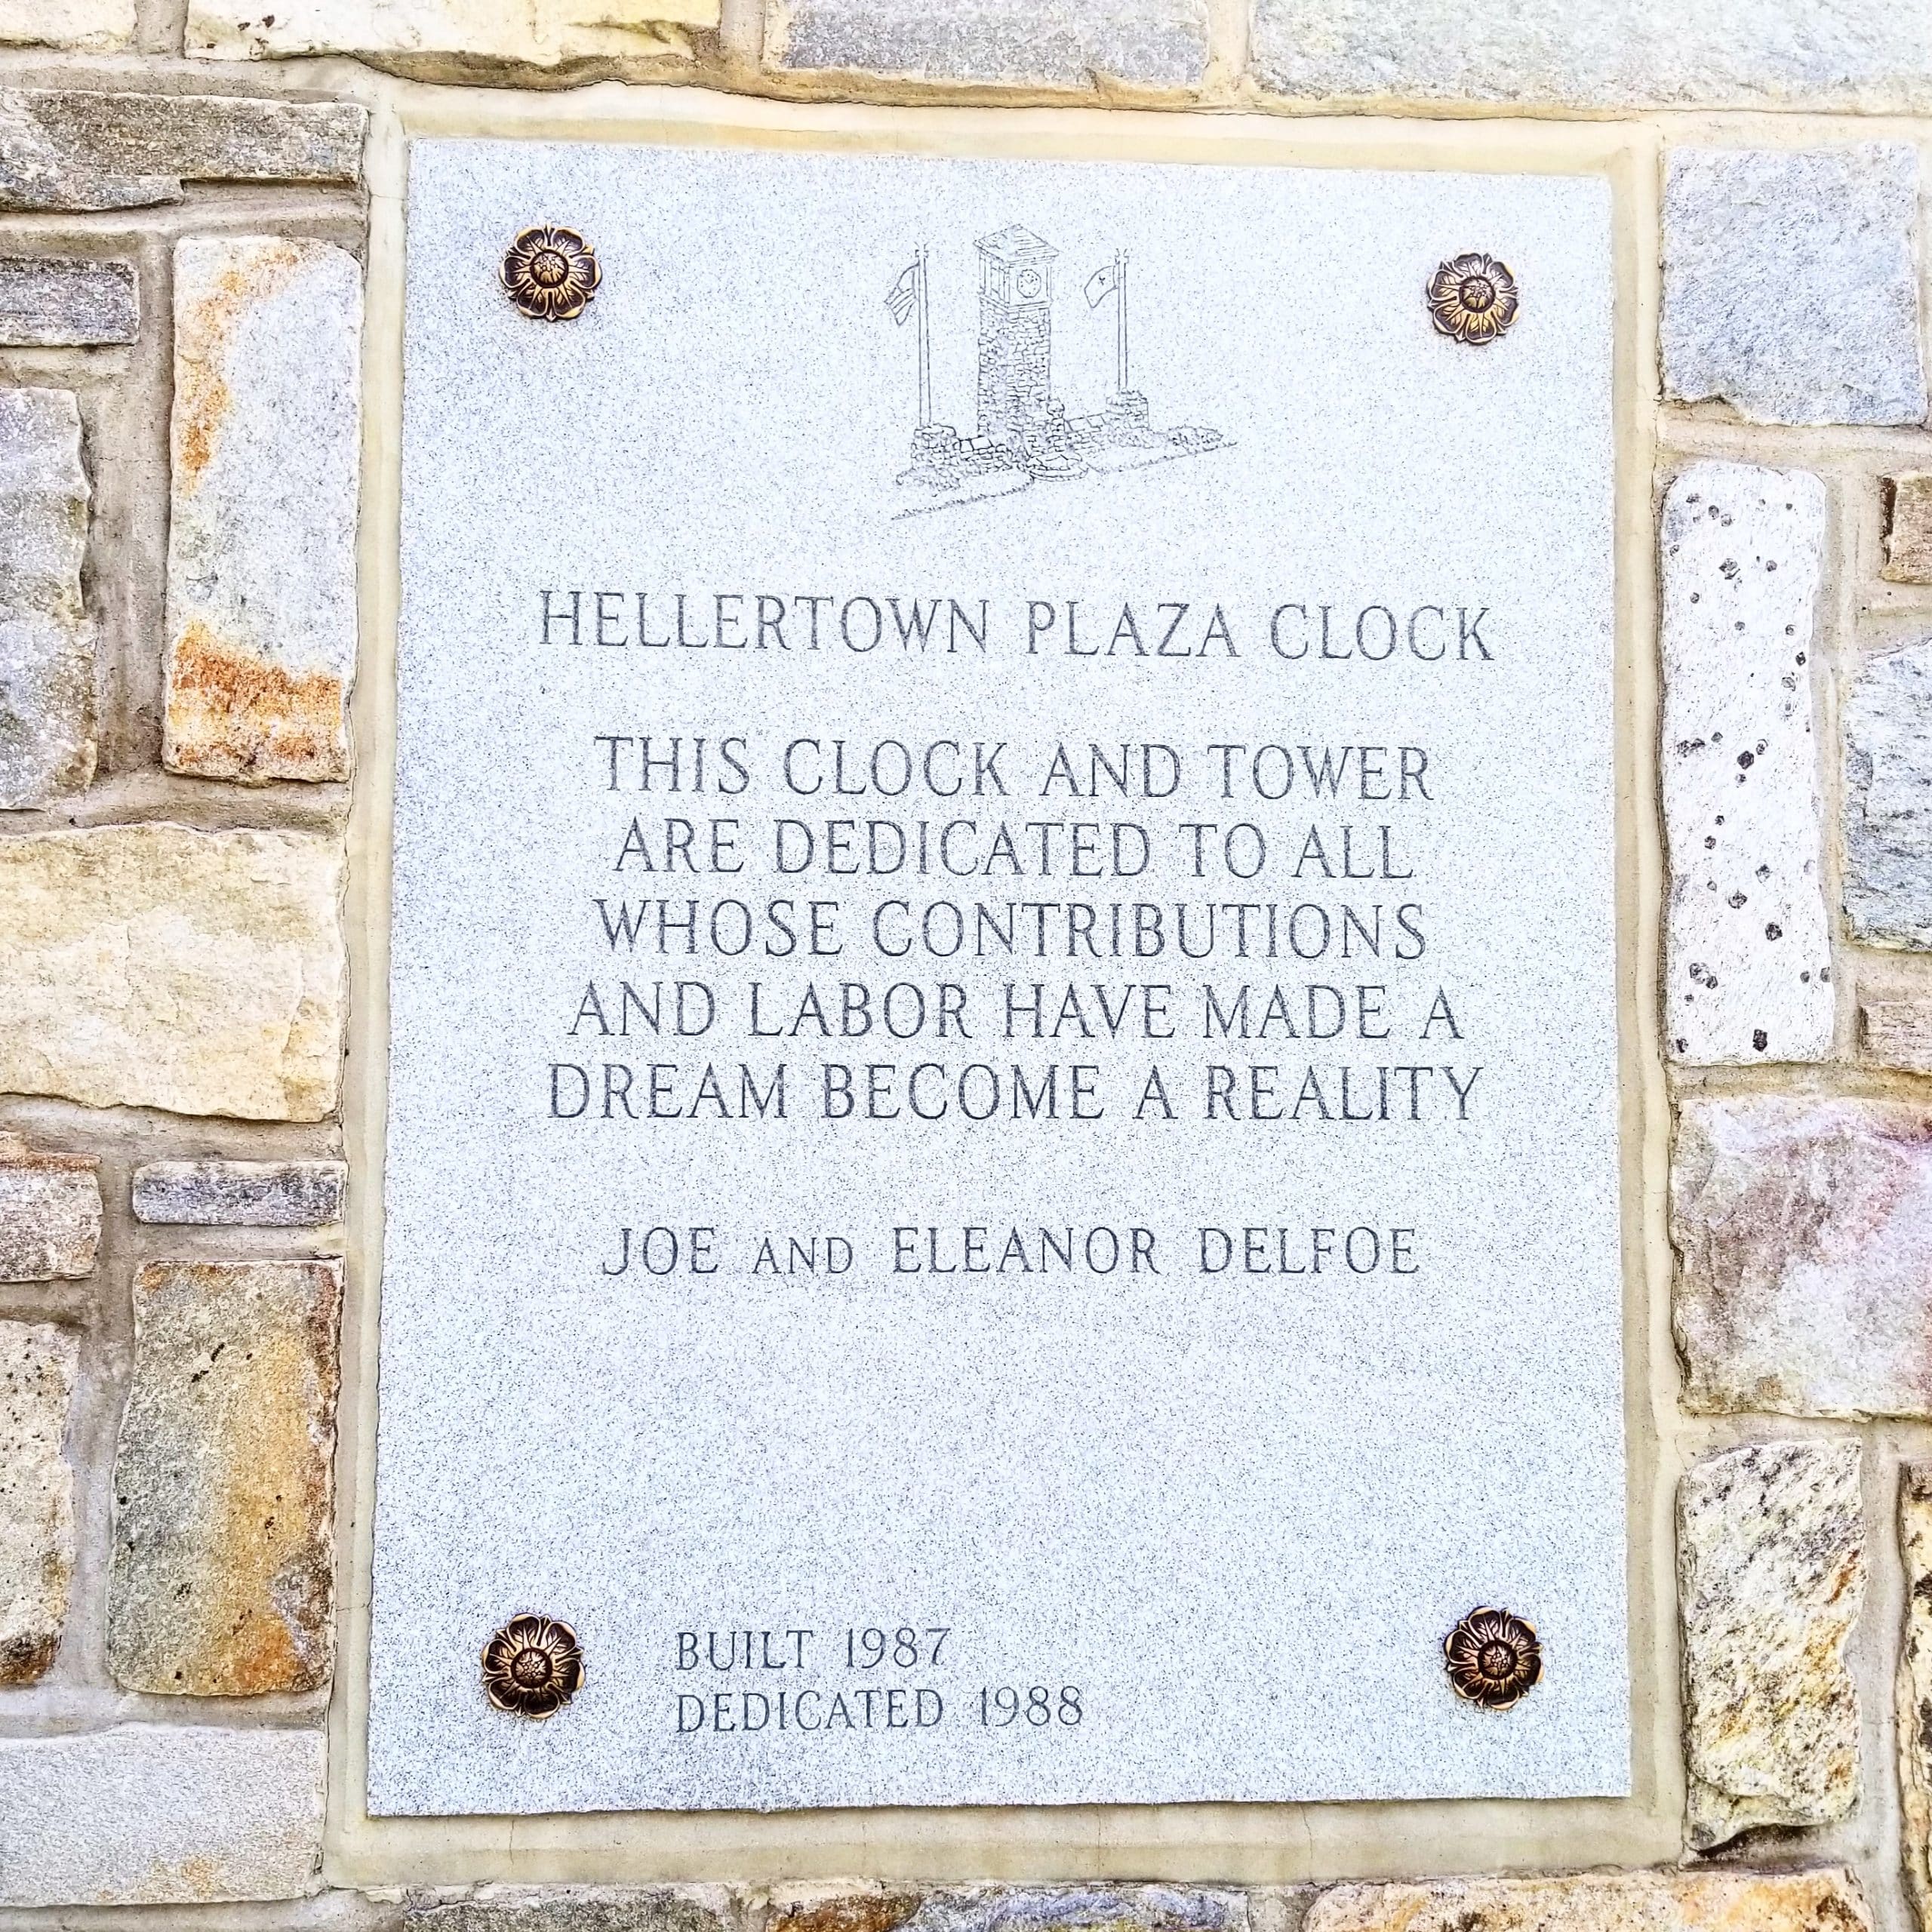 HELLERTOWN PLAZA CLOCK
THIS CLOCK AND TOWER
ARE DEDICATED TO ALL
WHOSE CONTRIBUTIONS
AND LABOR HAVE MADE A
DREAM BECOME A REALITY
JOE AND ELEANOR DELFOE
BUILT 1987
DEDICATED 1988